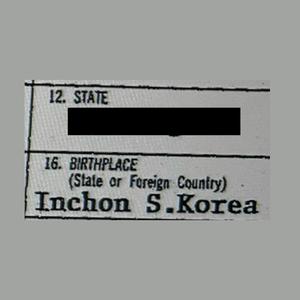 12. STATE
16. BIRTHPLACE
(State or Foreign Country)
Inchon S.Korea